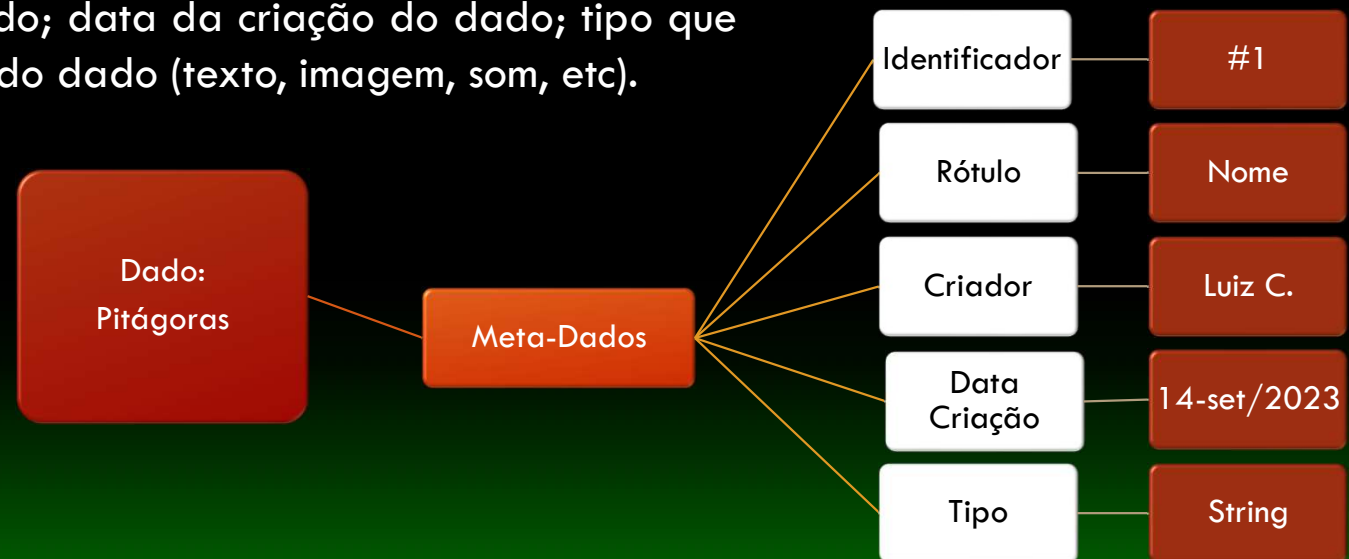 do; data da criação do dado; tipo que
do dado (texto, imagem, som, etc).
Dado:
Pitágoras
Meta-Dados
Identificador
#1
Rótulo
Nome
Criador
Luiz C.
Data
Criação
14-set/2023
Tipo
String